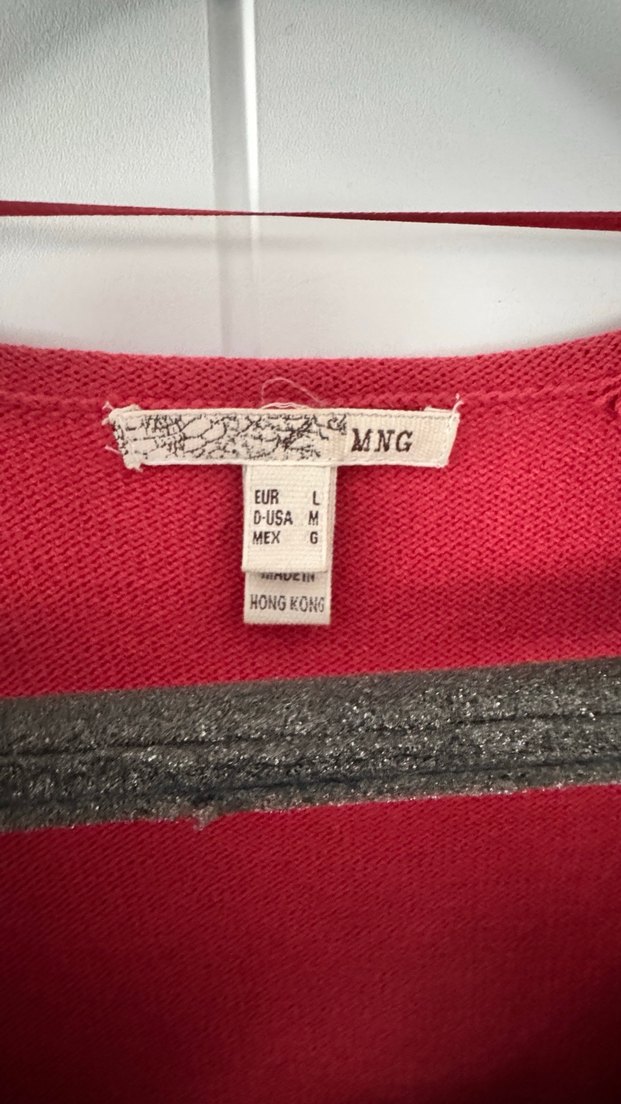 MNG
EUR L
D-USA M
MEX G
MADE IN
HONG KONG